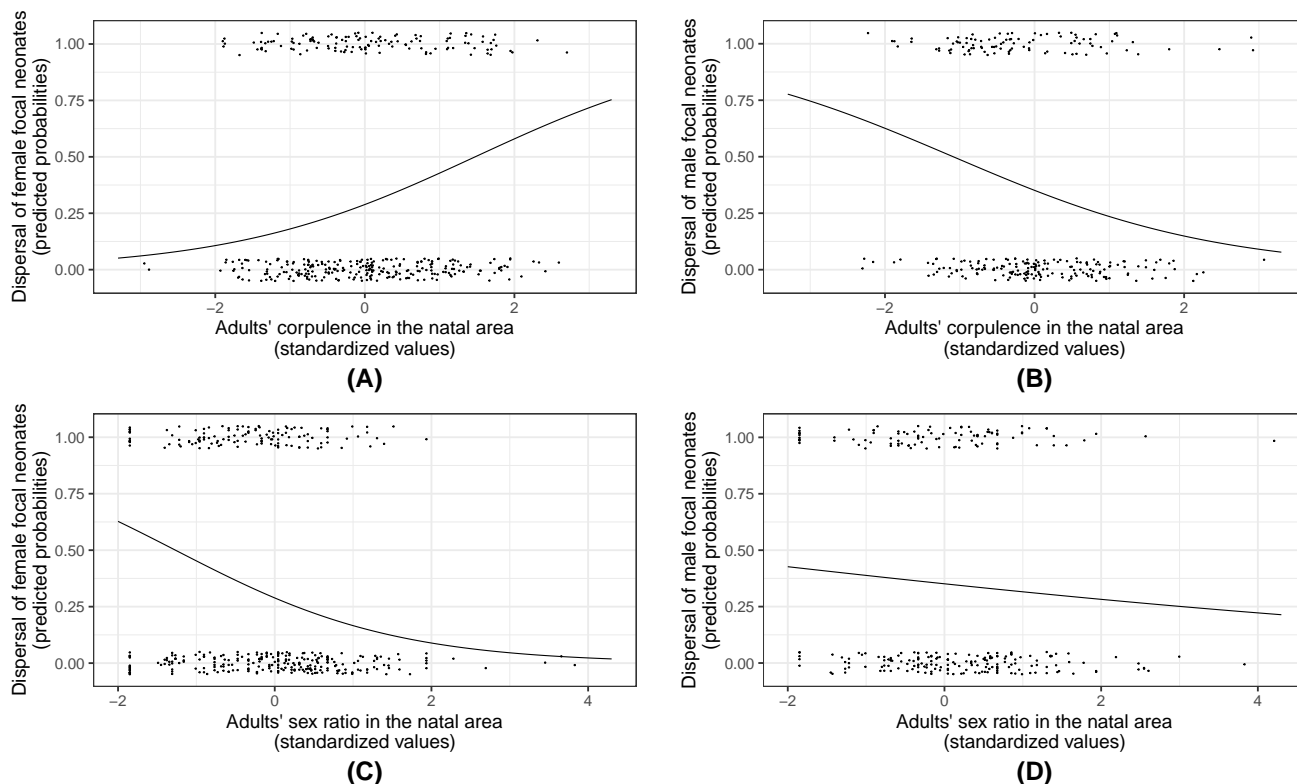 Dispersal of female focal neonates
(predicted probabilities)
1.00
0.75
0.50
0.25
0.00
−2
0
2
Adults' corpulence in the natal area
(standardized values)
(A)
Dispersal of male focal neonates
(predicted probabilities)
1.00
0.75
0.50
0.25
0.00
−2
0
2
Adults' corpulence in the natal area
(standardized values)
(B)
Dispersal of female focal neonates
(predicted probabilities)
1.00
0.75
0.50
0.25
0.00
−2
0
2
4
Adults' sex ratio in the natal area
(standardized values)
(C)
Dispersal of male focal neonates
(predicted probabilities)
1.00
0.75
0.50
0.25
0.00
−2
0
2
4
Adults' sex ratio in the natal area
(standardized values)
(D)